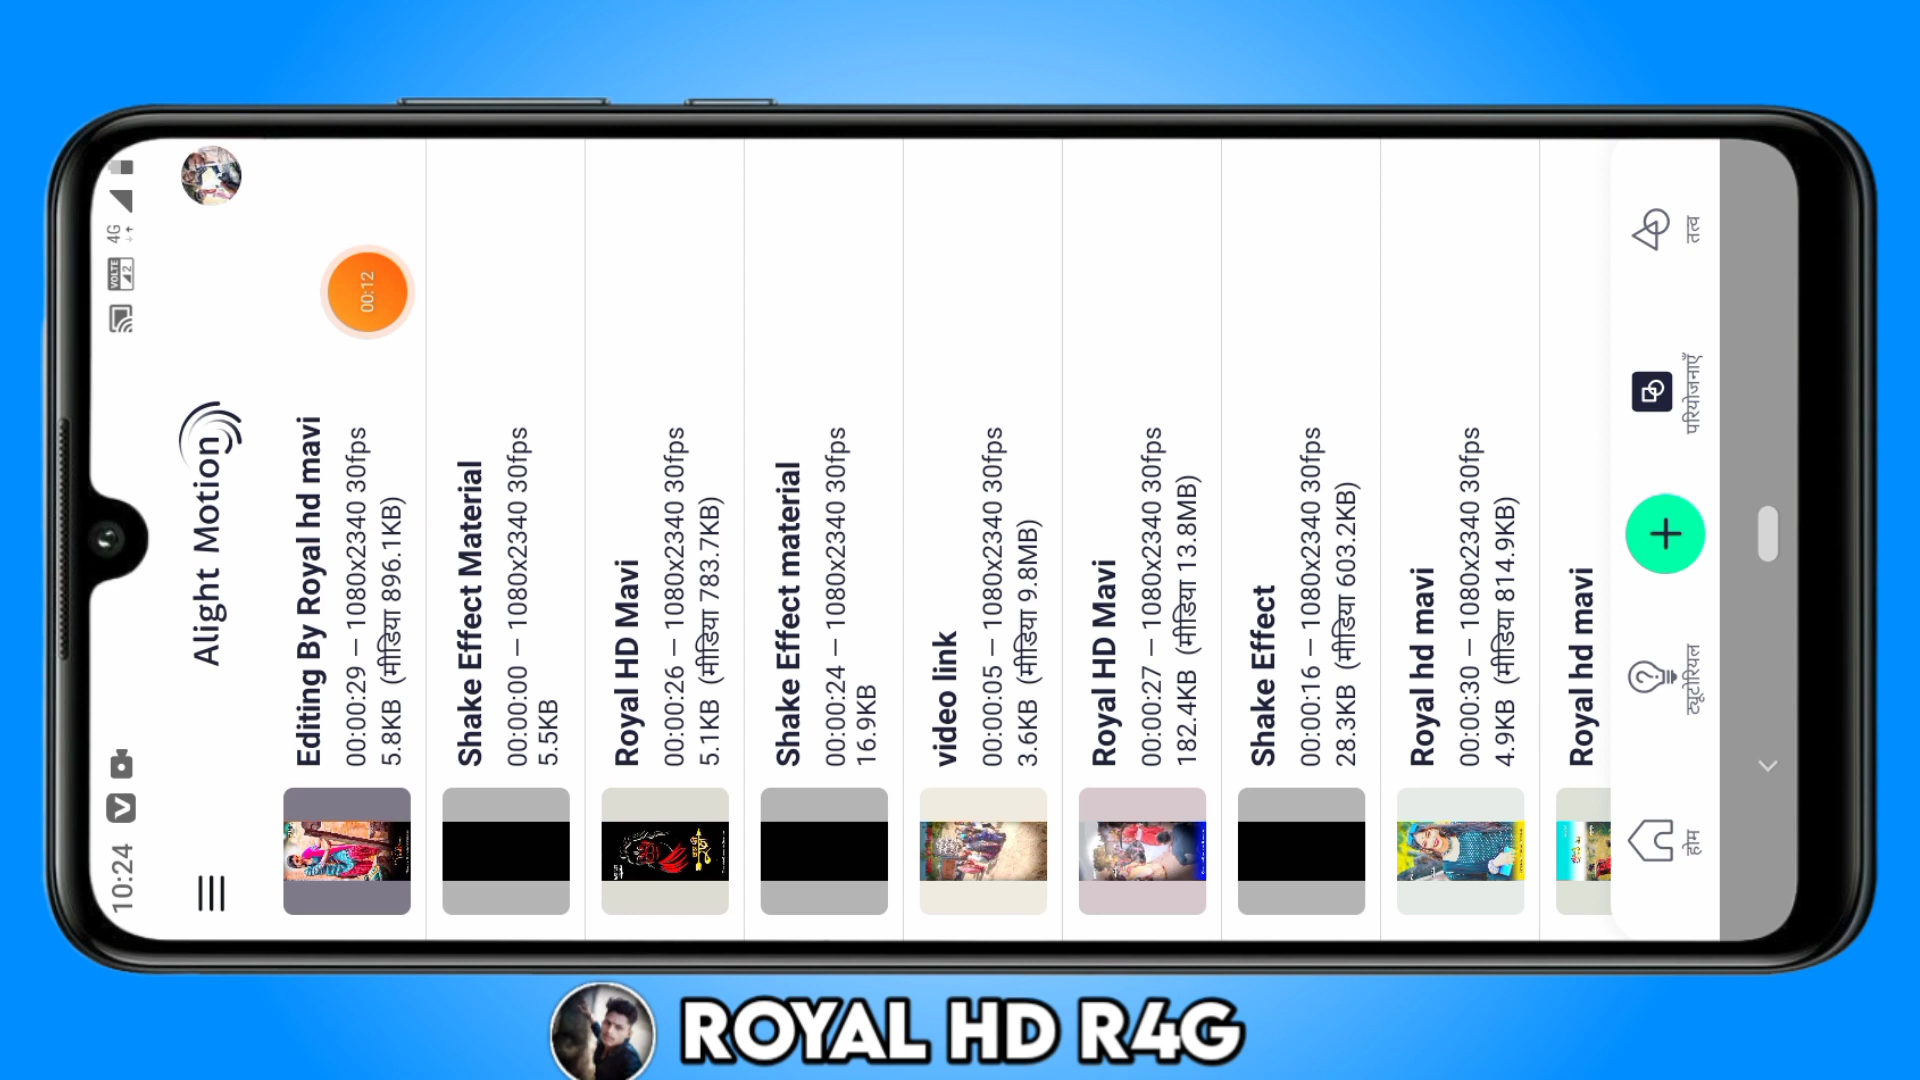 10:24
4G
VOLTE
2
Alight Motion
00:12
Editing By Royal hd mavi
00:00:29 – 1080x2340 30fps
5.8KB (मीडिया 896.1KB)
Shake Effect Material
00:00:00 – 1080x2340 30fps
5.5KB
Royal HD Mavi
00:00:26 – 1080x2340 30fps
5.1KB (मीडिया 783.7KB)
Shake Effect material
00:00:24 – 1080x2340 30fps
16.9KB
video link
00:00:05 – 1080x2340 30fps
3.6KB (मीडिया 9.8MB)
Royal HD Mavi
00:00:27 – 1080x2340 30fps
182.4KB (मीडिया 13.8MB)
Shake Effect
00:00:16 – 1080x2340 30fps
28.3KB (मीडिया 603.2KB)
Royal hd mavi
00:00:30 – 1080x2340 30fps
4.9KB (मीडिया 814.9KB)
Royal hd mavi
होम
ट्यूटोरियल
परियोजनाएँ
तत्व
ROYAL HD R4G